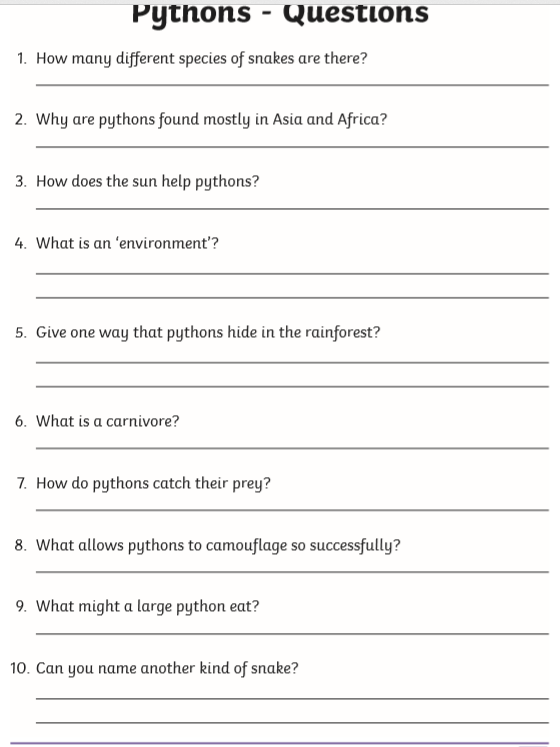 Pythons - Questions
1. How many different species of snakes are there?
2. Why are pythons found mostly in Asia and Africa?
3. How does the sun help pythons?
4. What is an ‘environment’?
5. Give one way that pythons hide in the rainforest?
6. What is a carnivore?
7. How do pythons catch their prey?
8. What allows pythons to camouflage so successfully?
9. What might a large python eat?
10. Can you name another kind of snake?